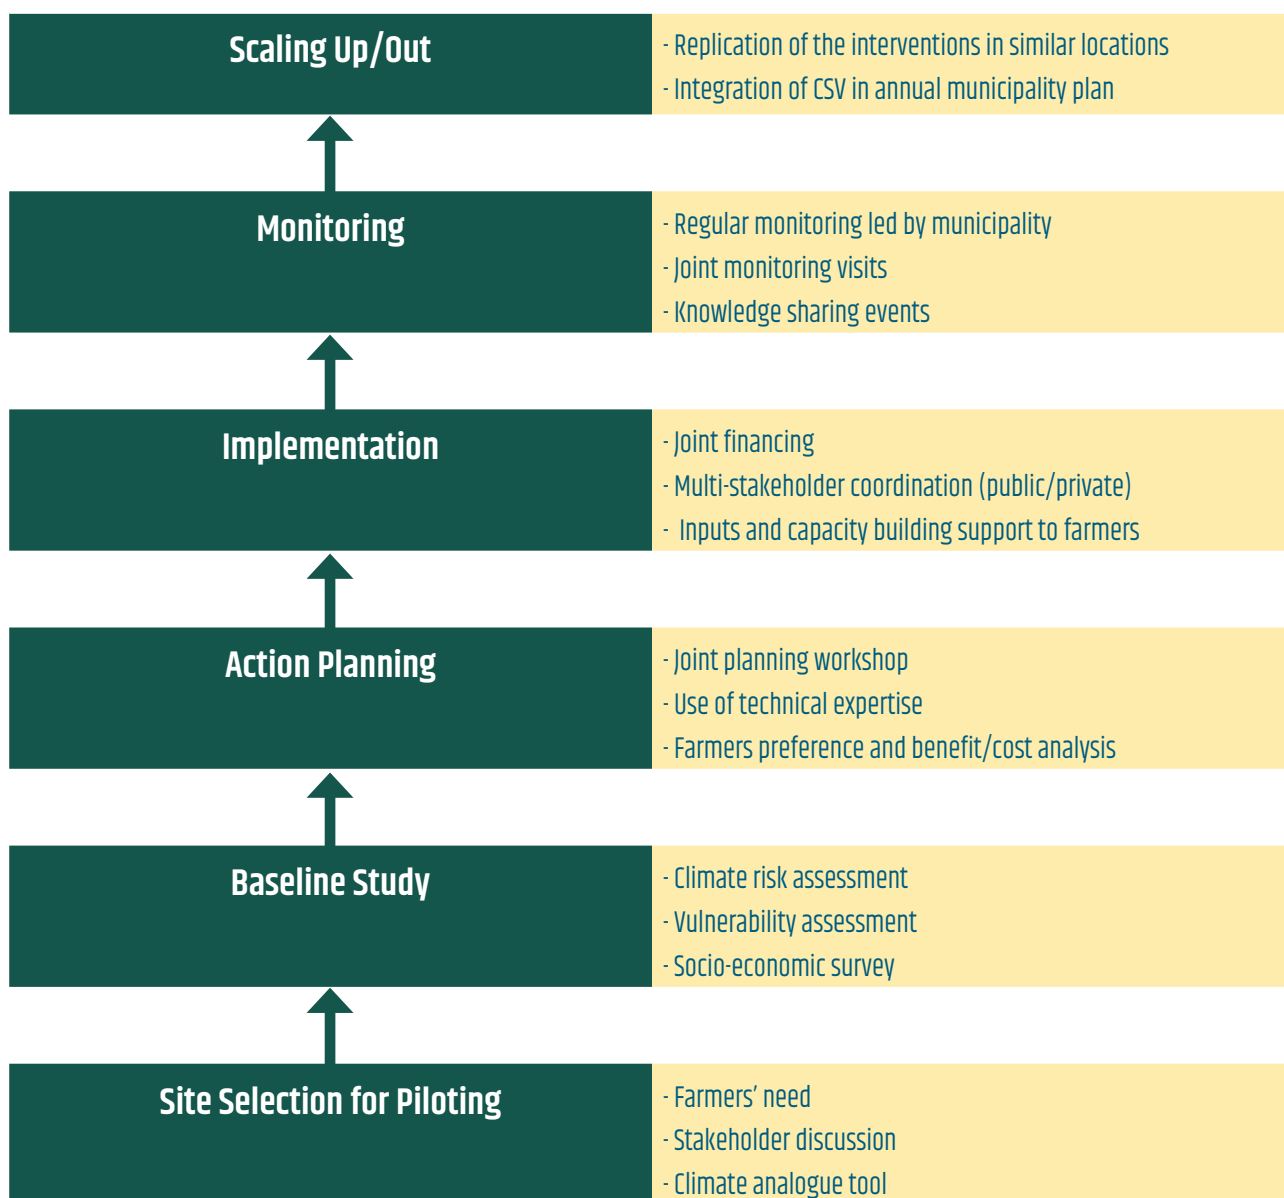 Scaling Up/Out
- Replication of the interventions in similar locations
- Integration of CSV in annual municipality plan
Monitoring
- Regular monitoring led by municipality
- Joint monitoring visits
- Knowledge sharing events
Implementation
- Joint financing
- Multi-stakeholder coordination (public/private)
- Inputs and capacity building support to farmers
Action Planning
- Joint planning workshop
- Use of technical expertise
- Farmers preference and benefit/cost analysis
Baseline Study
- Climate risk assessment
- Vulnerability assessment
- Socio-economic survey
Site Selection for Piloting
- Farmers’ need
- Stakeholder discussion
- Climate analogue tool